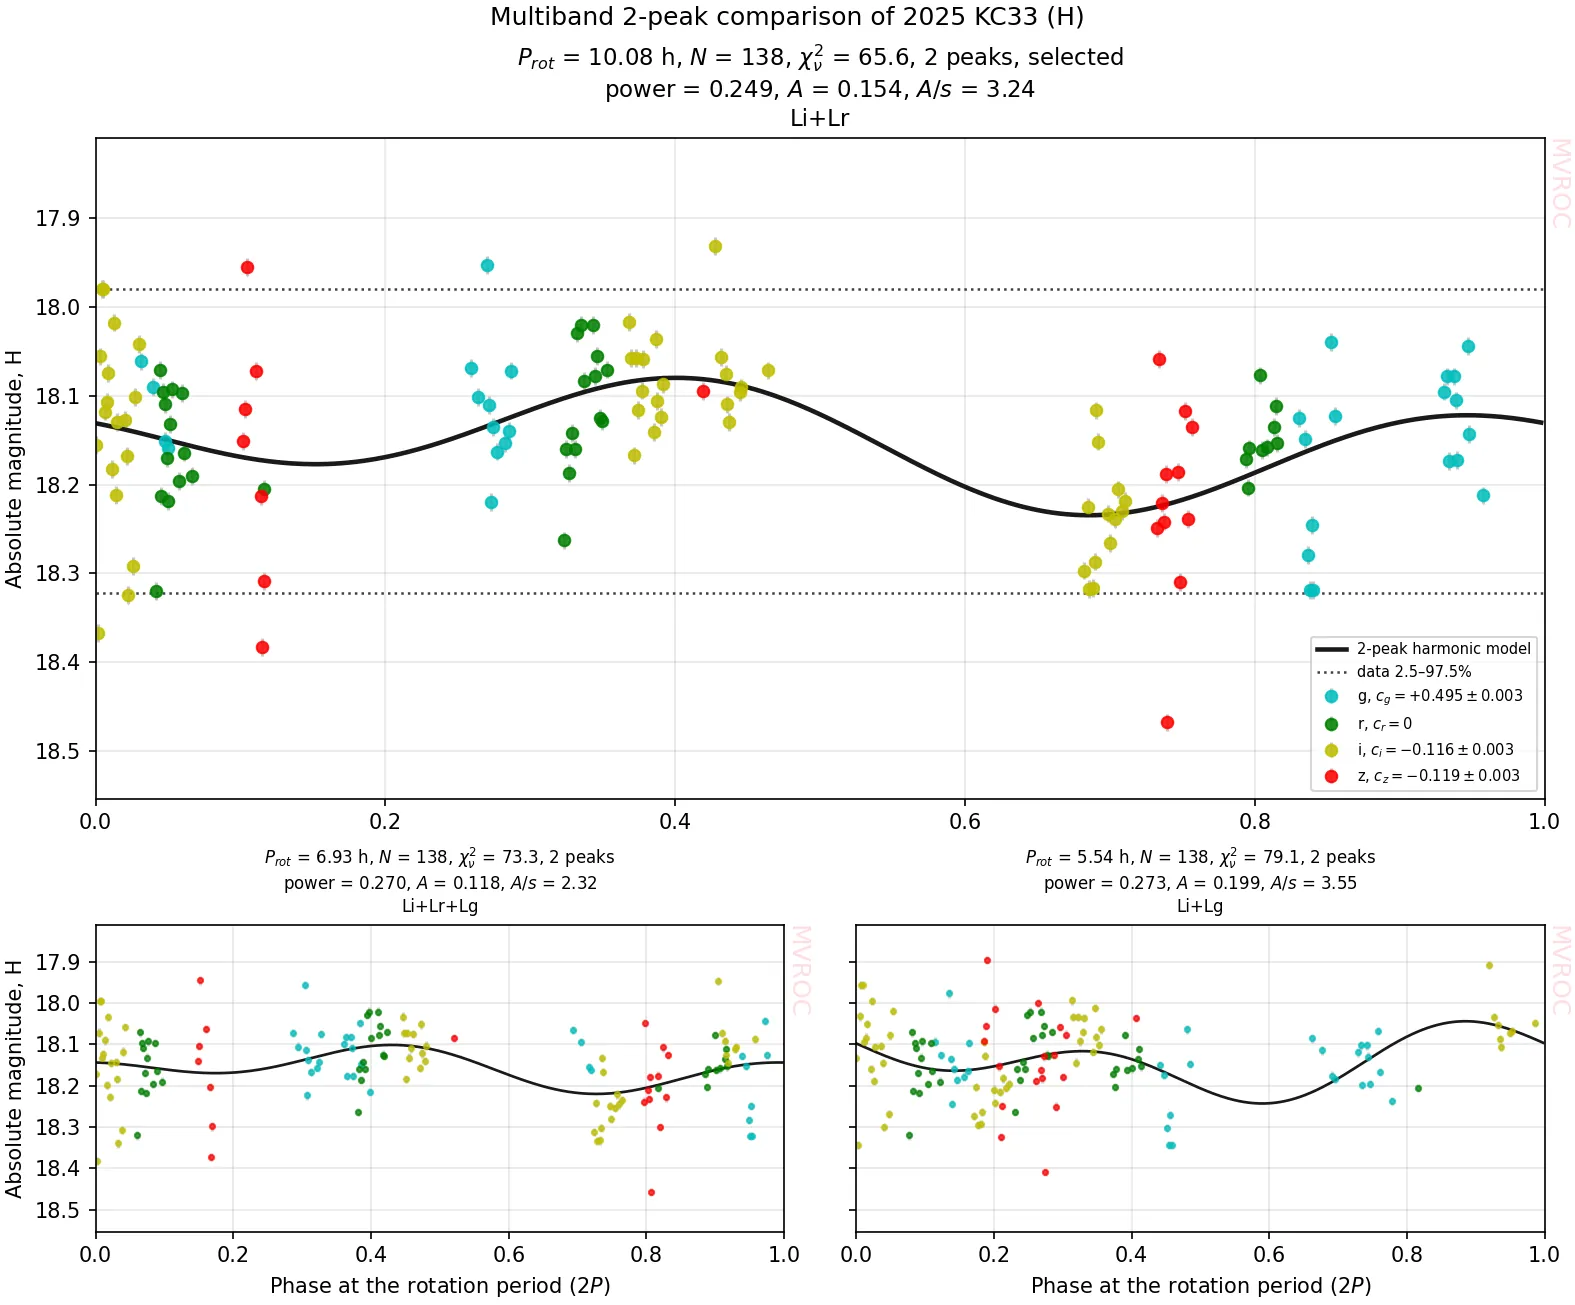 Multiband 2-peak comparison of 2025 KC33 (H)
P_rot = 10.08 h, N = 138, χ²_ν = 65.6, 2 peaks, selected
power = 0.249, A = 0.154, A/s = 3.24
Li+Lr
MVROC
Absolute magnitude, H
17.9
18.0
18.1
18.2
18.3
18.4
18.5
2-peak harmonic model
data 2.5–97.5%
g, c_g = +0.495 ± 0.003
r, c_r = 0
i, c_i = −0.116 ± 0.003
z, c_z = −0.119 ± 0.003
0.0 0.2 0.4 0.6 0.8 1.0
P_rot = 6.93 h, N = 138, χ²_ν = 73.3, 2 peaks
power = 0.270, A = 0.118, A/s = 2.32
Li+Lr+Lg
MVROC
Absolute magnitude, H
17.9
18.0
18.1
18.2
18.3
18.4
18.5
0.0 0.2 0.4 0.6 0.8 1.0
Phase at the rotation period (2P)
P_rot = 5.54 h, N = 138, χ²_ν = 79.1, 2 peaks
power = 0.273, A = 0.199, A/s = 3.55
Li+Lg
MVROC
0.0 0.2 0.4 0.6 0.8 1.0
Phase at the rotation period (2P)